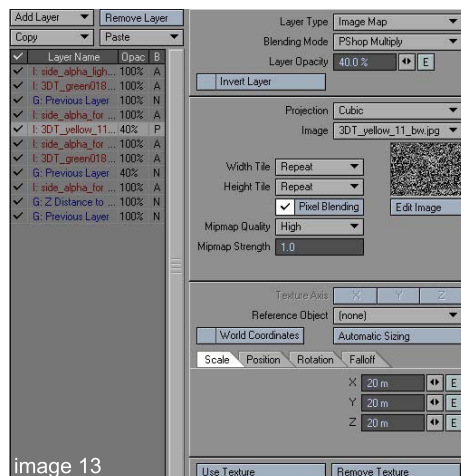 Add Layer Remove Layer
Copy Paste
Layer Name Opac B
I: side_alpha_ligh... 100% A
I: 3DT_green018... 100% A
G: Previous Layer 100% N
I: side_alpha_for ... 100% A
I: 3DT_yellow_11... 40% P
I: side_alpha_for ... 100% A
I: 3DT_green018... 100% A
G: Previous Layer 40% N
I: side_alpha_for ... 100% A
G: Z Distance to ... 100% N
G: Previous Layer 100% N
image 13
Layer Type Image Map
Blending Mode PShop Multiply
Layer Opacity 40.0 % E
Invert Layer
Projection Cubic
Image 3DT_yellow_11_bw.jpg
Width Tile Repeat
Height Tile Repeat
Pixel Blending Edit Image
Mipmap Quality High
Mipmap Strength 1.0
Texture Axis X Y Z
Reference Object (none)
World Coordinates Automatic Sizing
Scale Position Rotation Falloff
X 20 m E
Y 20 m E
Z 20 m E
Use Texture Remove Texture